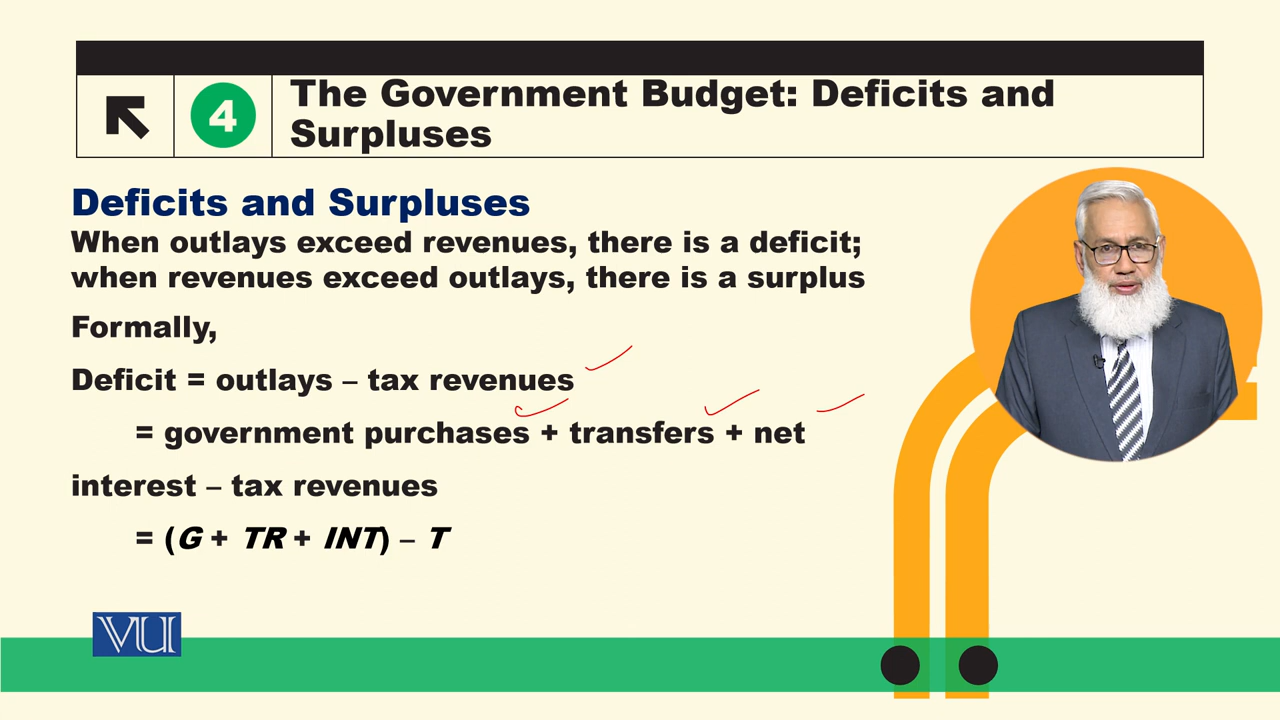 4
The Government Budget: Deficits and
Surpluses
Deficits and Surpluses
When outlays exceed revenues, there is a deficit;
when revenues exceed outlays, there is a surplus
Formally,
Deficit = outlays – tax revenues
= government purchases + transfers + net
interest – tax revenues
= (G + TR + INT) – T
VU